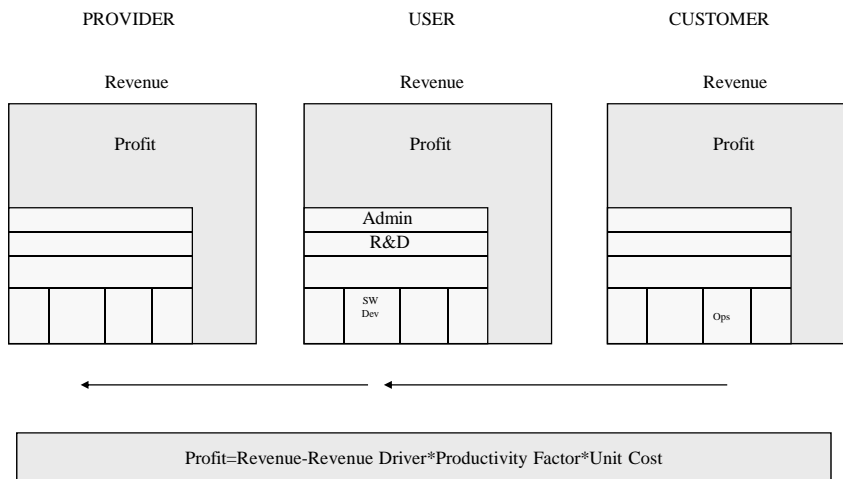 PROVIDER USER CUSTOMER
Revenue Revenue Revenue
Profit Profit Profit
Admin
R&D
SW
Dev
Ops
Profit=Revenue-Revenue Driver*Productivity Factor*Unit Cost